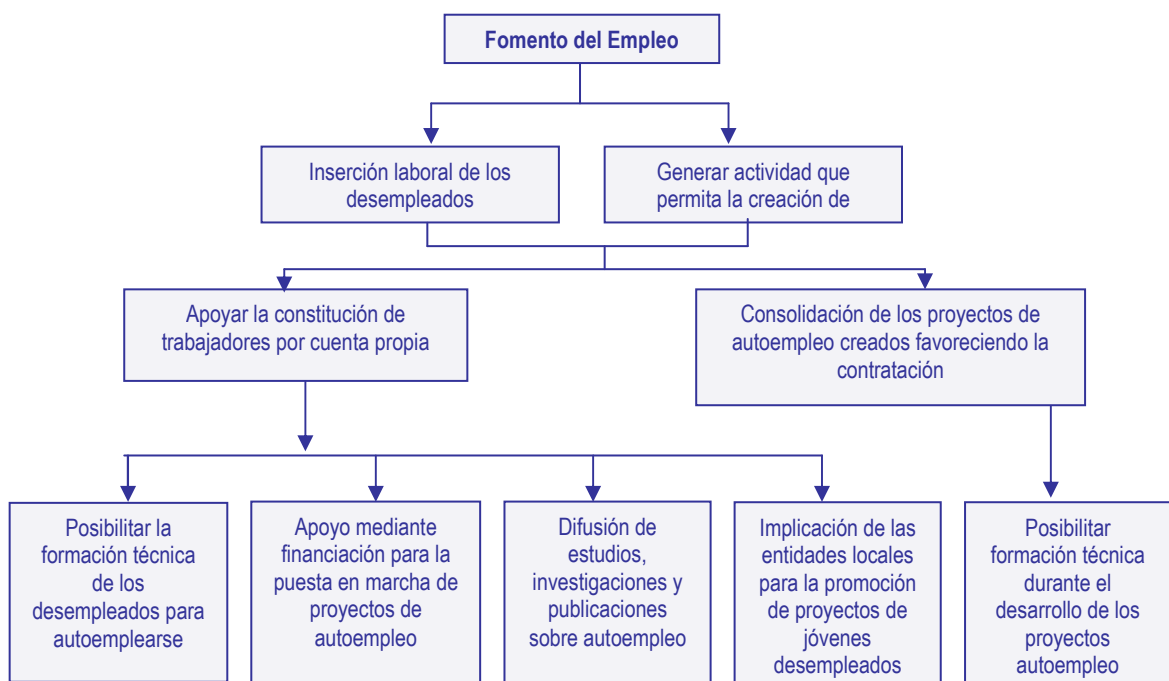 Fomento del Empleo
Inserción laboral de los
desempleados
Generar actividad que
permita la creación de
Apoyar la constitución de
trabajadores por cuenta propia
Consolidación de los proyectos de
autoempleo creados favoreciendo la
contratación
Posibilitar la
formación técnica
de los
desempleados para
autoemplearse
Apoyo mediante
financiación para la
puesta en marcha de
proyectos de
autoempleo
Difusión de
estudios,
investigaciones y
publicaciones
sobre autoempleo
Implicación de las
entidades locales
para la promoción
de proyectos de
jóvenes
desempleados
Posibilitar
formación técnica
durante el
desarrollo de los
proyectos
autoempleo